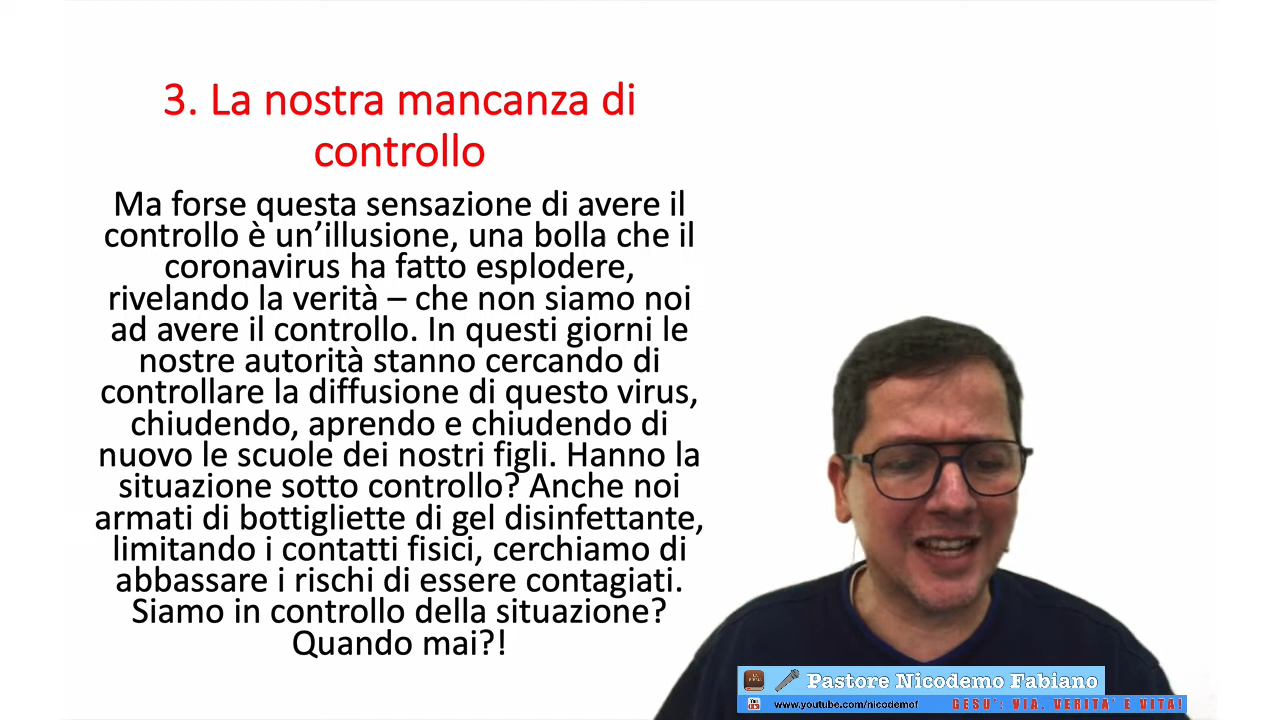 3. La nostra mancanza di
controllo
Ma forse questa sensazione di avere il
controllo è un’illusione, una bolla che il
coronavirus ha fatto esplodere,
rivelando la verità – che non siamo noi
ad avere il controllo. In questi giorni le
nostre autorità stanno cercando di
controllare la diffusione di questo virus,
chiudendo, aprendo e chiudendo di
nuovo le scuole dei nostri figli. Hanno la
situazione sotto controllo? Anche noi
armati di bottigliette di gel disinfettante,
limitando i contatti fisici, cerchiamo di
abbassare i rischi di essere contagiati.
Siamo in controllo della situazione?
Quando mai?!
Pastore Nicodemo Fabiano
www.youtube.com/nicodemof GESU': VIA, VERITA' E VITA!